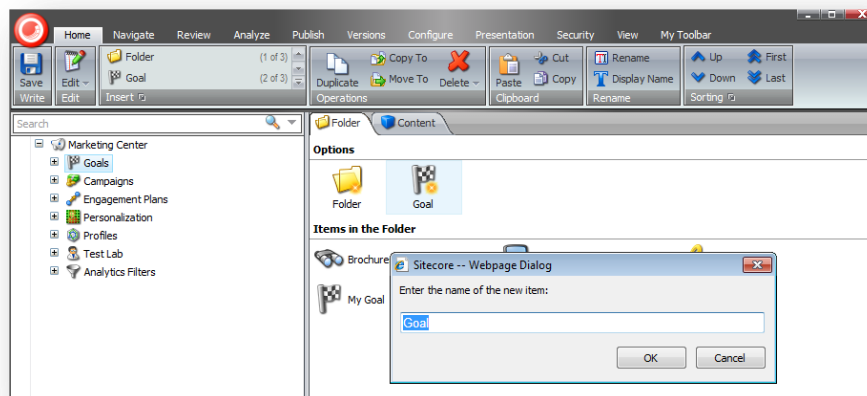 Home Navigate Review Analyze Publish Versions Configure Presentation Security View My Toolbar
Folder (1 of 3) Copy To Cut Rename Up First
Goal (2 of 3) Move To Copy Display Name Down Last
Save Edit Duplicate Delete Paste
Write Edit Insert Operations Clipboard Rename Sorting
Search Folder Content
Marketing Center Options
Goals
Campaigns
Engagement Plans Folder Goal
Personalization Items in the Folder
Profiles
Test Lab Brochure Sitecore -- Webpage Dialog
Analytics Filters Enter the name of the new item:
My Goal
Goal
OK Cancel